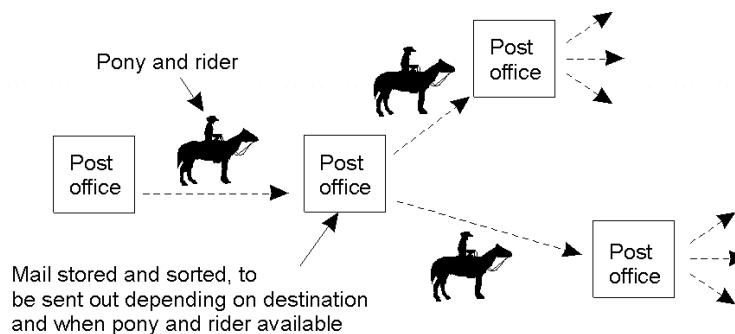 Pony and rider
Post
office
Post
office
Post
office
Post
office
Mail stored and sorted, to
be sent out depending on destination
and when pony and rider available